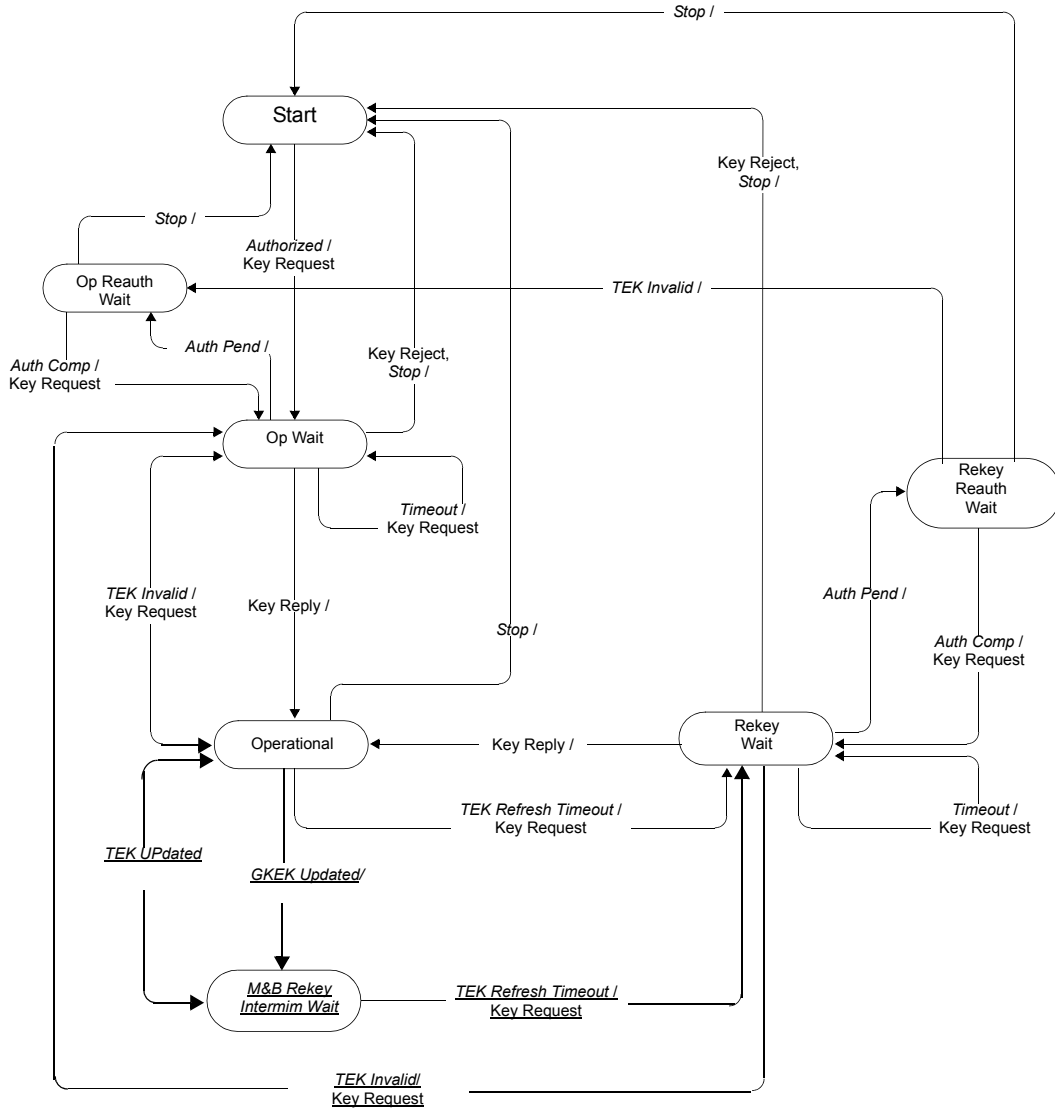 Stop /
Start
Key Reject,
Stop /
Stop /
Authorized /
Key Request
Op Reauth
Wait
TEK Invalid /
Auth Pend /
Key Reject,
Stop /
Auth Comp /
Key Request
Op Wait
Rekey
Reauth
Wait
Timeout /
Key Request
TEK Invalid /
Key Request
Key Reply /
Auth Pend /
Stop /
Auth Comp /
Key Request
Operational
Key Reply /
Rekey
Wait
TEK Refresh Timeout /
Key Request
Timeout /
Key Request
TEK UPdated
GKEK Updated/
M&B Rekey
Intermim Wait
TEK Refresh Timeout /
Key Request
TEK Invalid/
Key Request